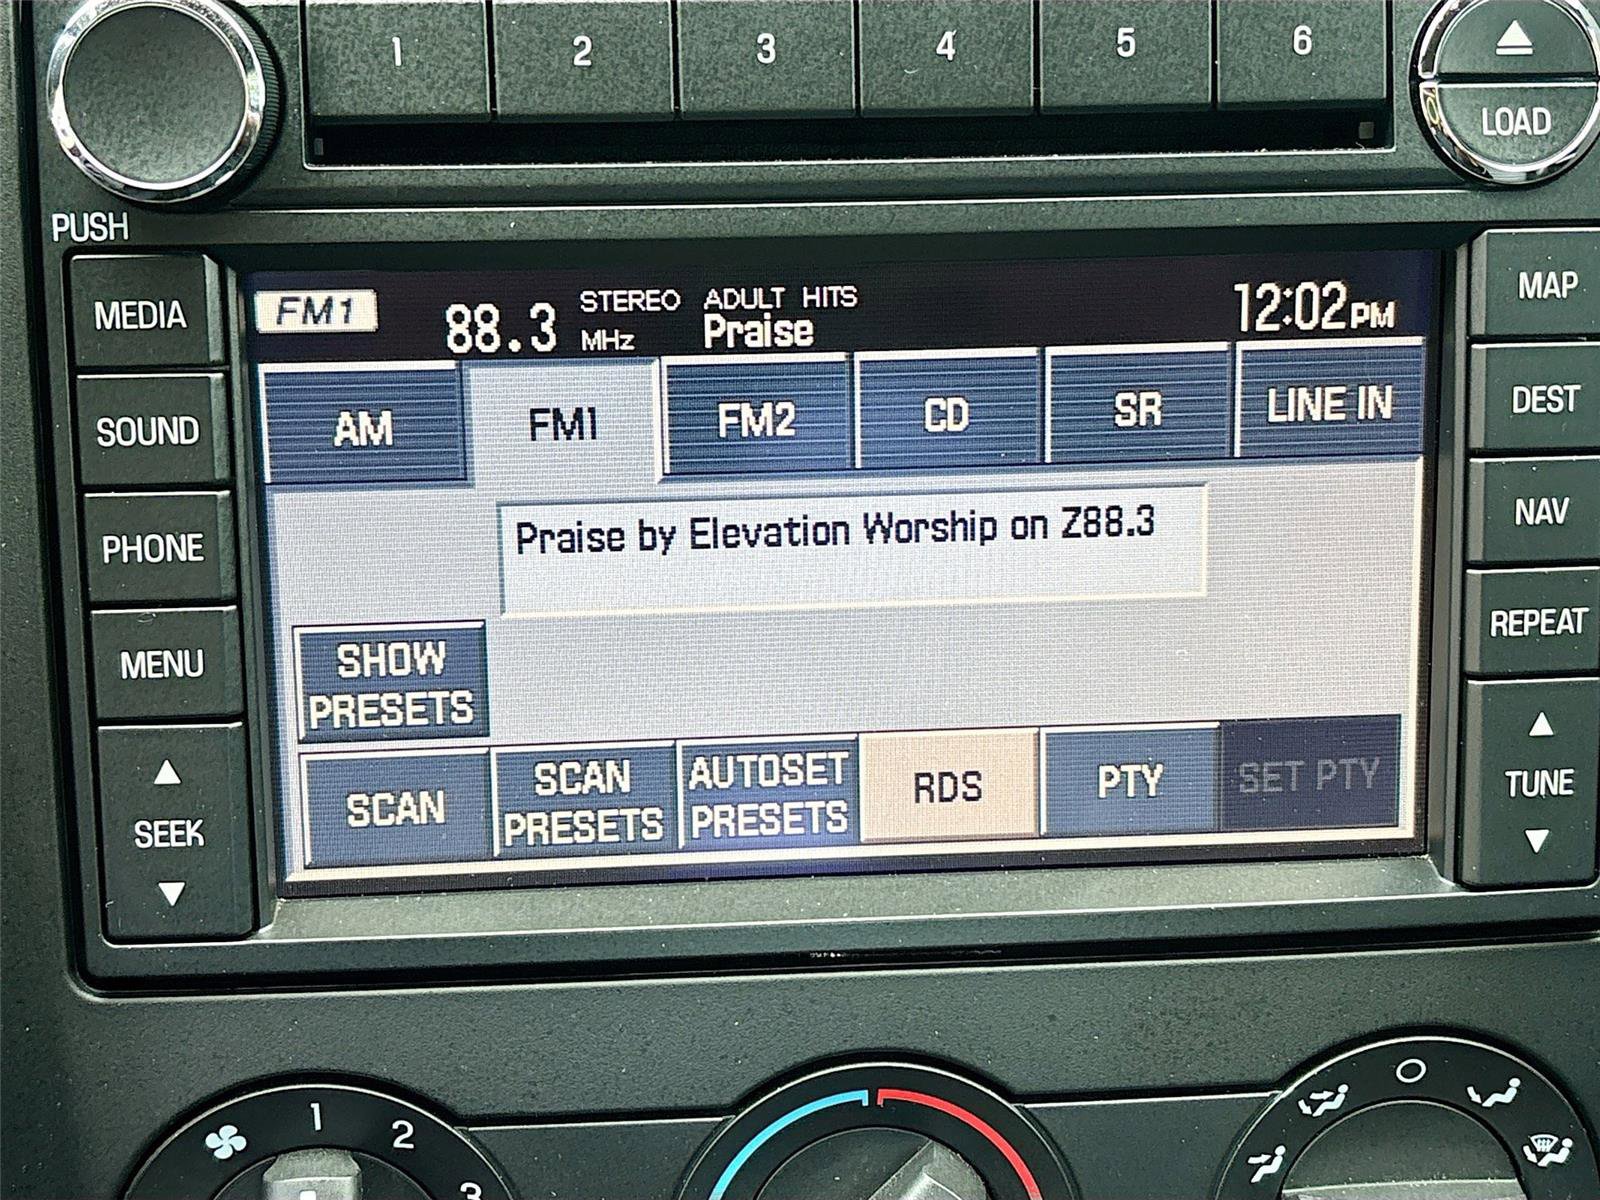 1 2 3 4 5 6
LOAD
PUSH
MEDIA
SOUND
PHONE
MENU
SEEK
FM1 88.3 MHz STEREO ADULT HITS 12:02PM
Praise
AM FM1 FM2 CD SR LINE IN
Praise by Elevation Worship on Z88.3
SHOW
PRESETS
SCAN
SCAN
PRESETS
AUTOSET
PRESETS
RDS
PTY
SET PTY
MAP
DEST
NAV
REPEAT
TUNE
1 2 3